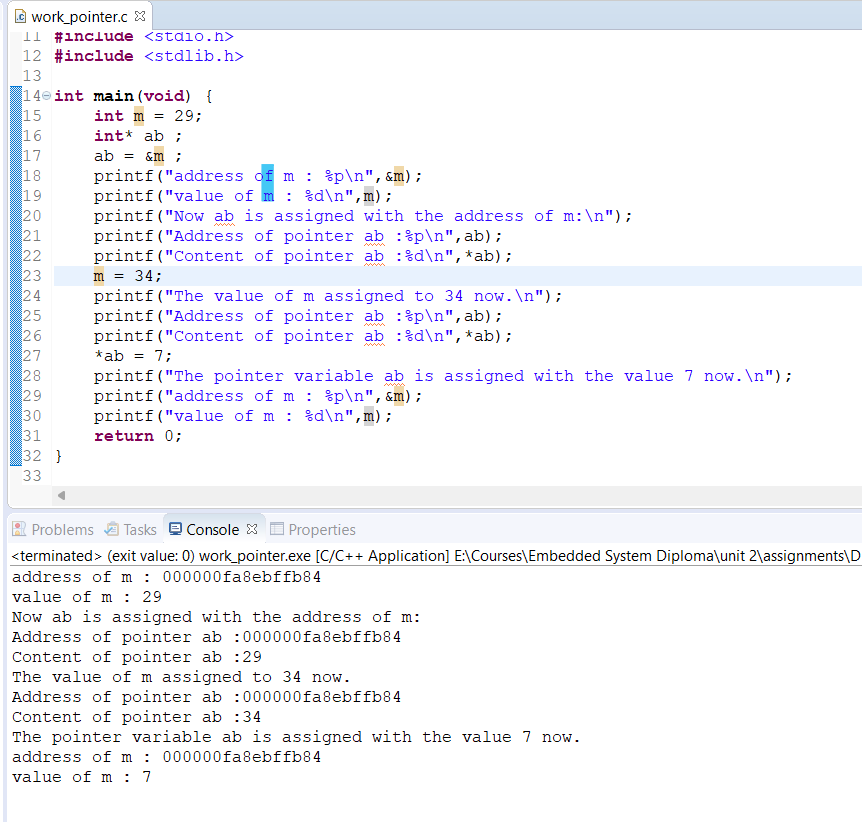 work_pointer.c
11 #include <stdio.h>
12 #include <stdlib.h>
13
14 int main(void) {
15     int m = 29;
16     int* ab ;
17     ab = &m ;
18     printf("address of m : %p\n",&m);
19     printf("value of m : %d\n",m);
20     printf("Now ab is assigned with the address of m:\n");
21     printf("Address of pointer ab :%p\n",ab);
22     printf("Content of pointer ab :%d\n",*ab);
23     m = 34;
24     printf("The value of m assigned to 34 now.\n");
25     printf("Address of pointer ab :%p\n",ab);
26     printf("Content of pointer ab :%d\n",*ab);
27     *ab = 7;
28     printf("The pointer variable ab is assigned with the value 7 now.\n");
29     printf("address of m : %p\n",&m);
30     printf("value of m : %d\n",m);
31     return 0;
32 }
33
Problems Tasks Console Properties
<terminated> (exit value: 0) work_pointer.exe [C/C++ Application] E:\Courses\Embedded System Diploma\unit 2\assignments\D
address of m : 000000fa8ebffb84
value of m : 29
Now ab is assigned with the address of m:
Address of pointer ab :000000fa8ebffb84
Content of pointer ab :29
The value of m assigned to 34 now.
Address of pointer ab :000000fa8ebffb84
Content of pointer ab :34
The pointer variable ab is assigned with the value 7 now.
address of m : 000000fa8ebffb84
value of m : 7